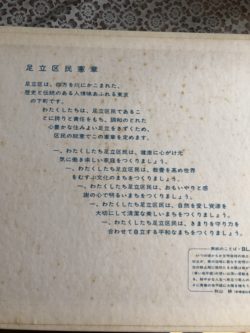 足立区民憲章
足立区は、四方を川にかこまれた、
歴史と伝統のある人情味あふれる東京
の下町です。
わたくしたちは、足立区民であるこ
とに誇りと責任をもち、調和のとれた
心豊かな住みよい足立をきずくため、
区民の総意でこの憲章を定めます。
一、わたくしたち足立区民は、健康に心がけ元
気に働き楽しい家庭をつくりましょう。
一、わたくしたち足立区民は、教養を高め世界
をむすぶ文化のまちをつくりましょう。
一、わたくしたち足立区民は、おもいやりと感
謝の心で明るいまちをつくりましょう。
一、わたくしたち足立区民は、自然を愛し資源を
大切にして清潔な美しいまちをつくりましょう。
一、わたくしたち足立区民は、きまりを守り力を
合わせて自立する平和なまちをつくりましょう。
表紙のことば